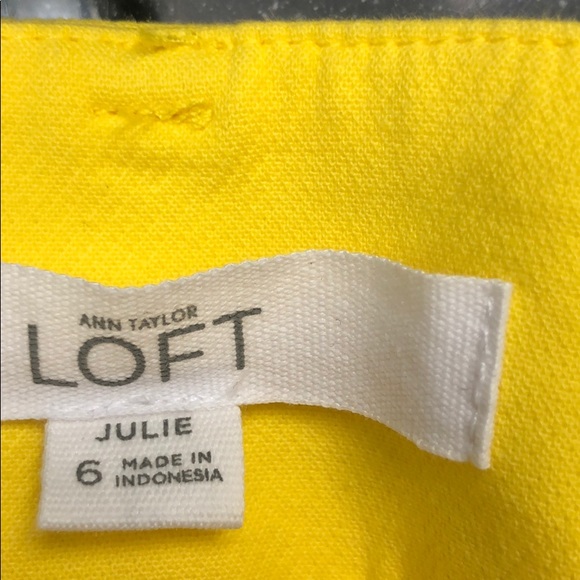 ANN TAYLOR
LOFT
JULIE
6 MADE IN
INDONESIA